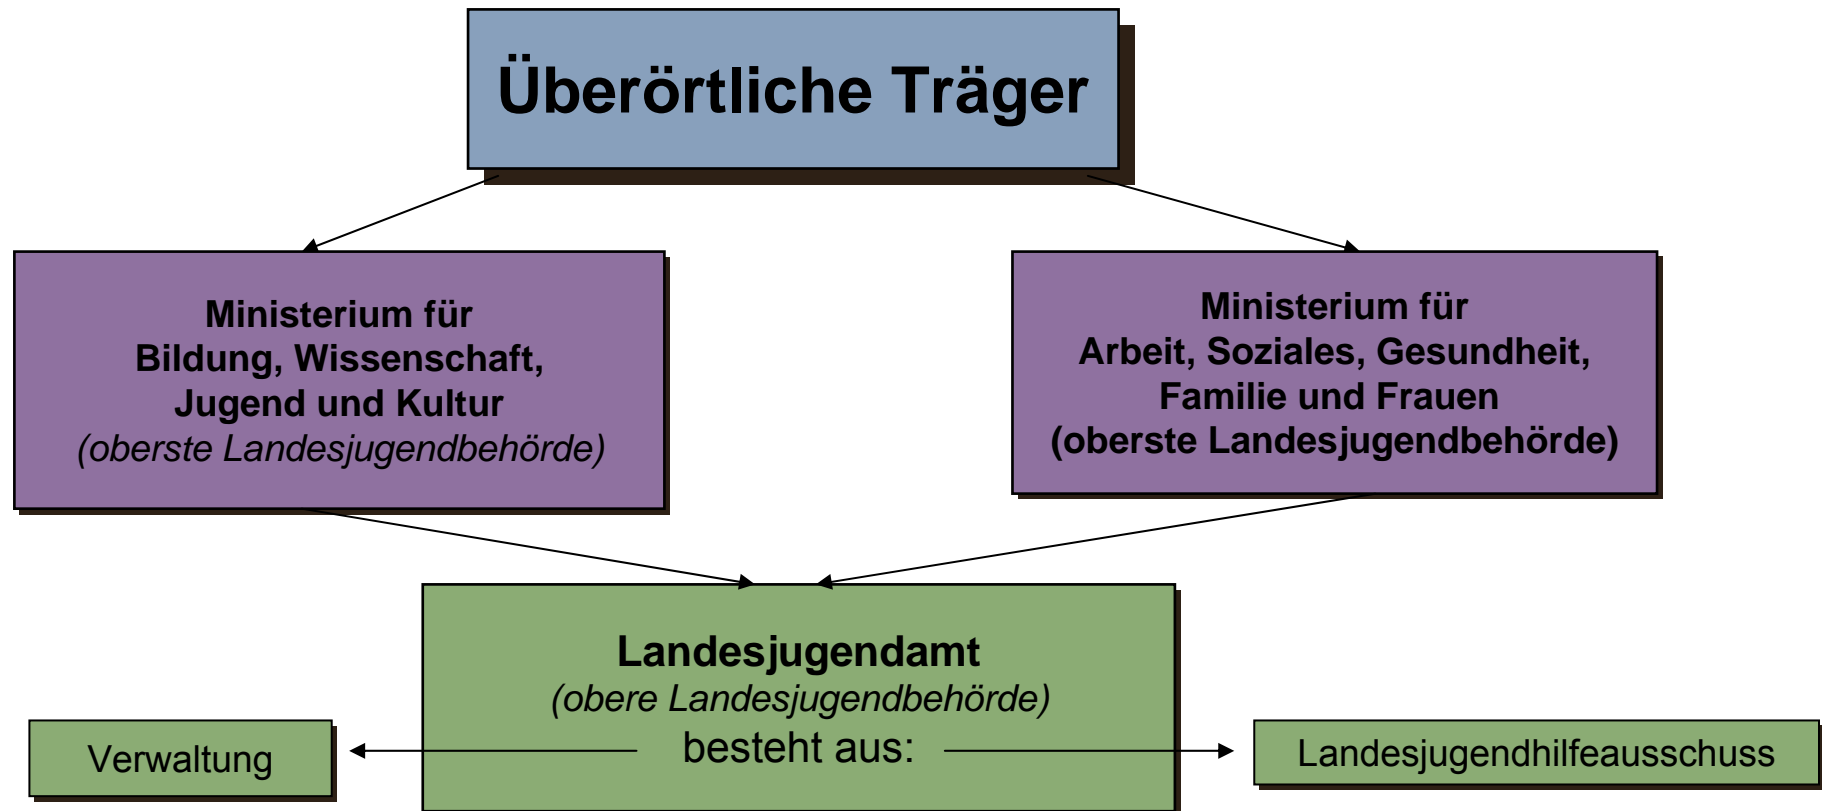 Überörtliche Träger
Ministerium für
Bildung, Wissenschaft,
Jugend und Kultur
(oberste Landesjugendbehörde)
Ministerium für
Arbeit, Soziales, Gesundheit,
Familie und Frauen
(oberste Landesjugendbehörde)
Landesjugendamt
(obere Landesjugendbehörde)
besteht aus:
Verwaltung
Landesjugendhilfeausschuss